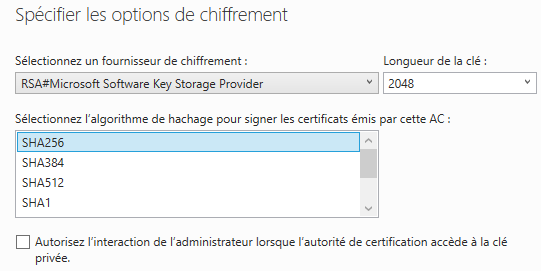 Spécifier les options de chiffrement
Sélectionnez un fournisseur de chiffrement :
Longueur de la clé :
RSA#Microsoft Software Key Storage Provider
2048
Sélectionnez l'algorithme de hachage pour signer les certificats émis par cette AC :
SHA256
SHA384
SHA512
SHA1
Autorisez l'interaction de l'administrateur lorsque l'autorité de certification accède à la clé
privée.